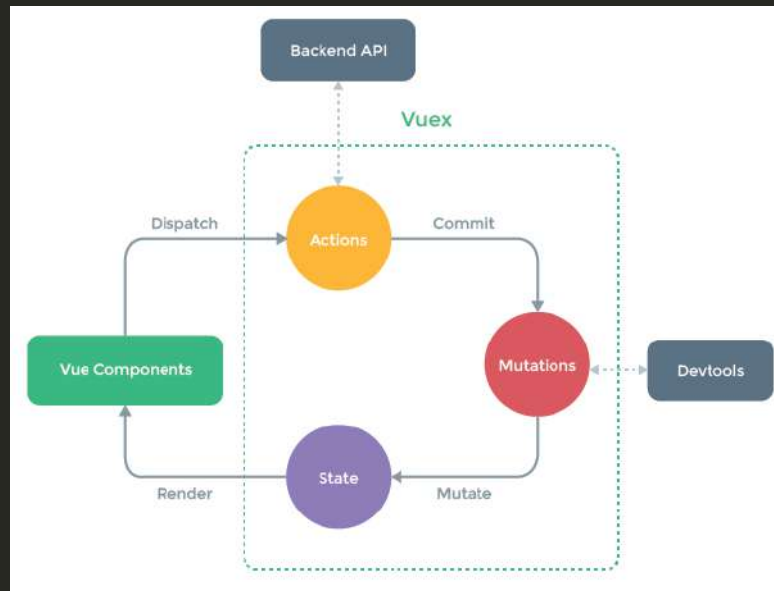 Backend API
Vuex
Dispatch
Commit
Actions
Vue Components
Mutations
Devtools
State
Render
Mutate